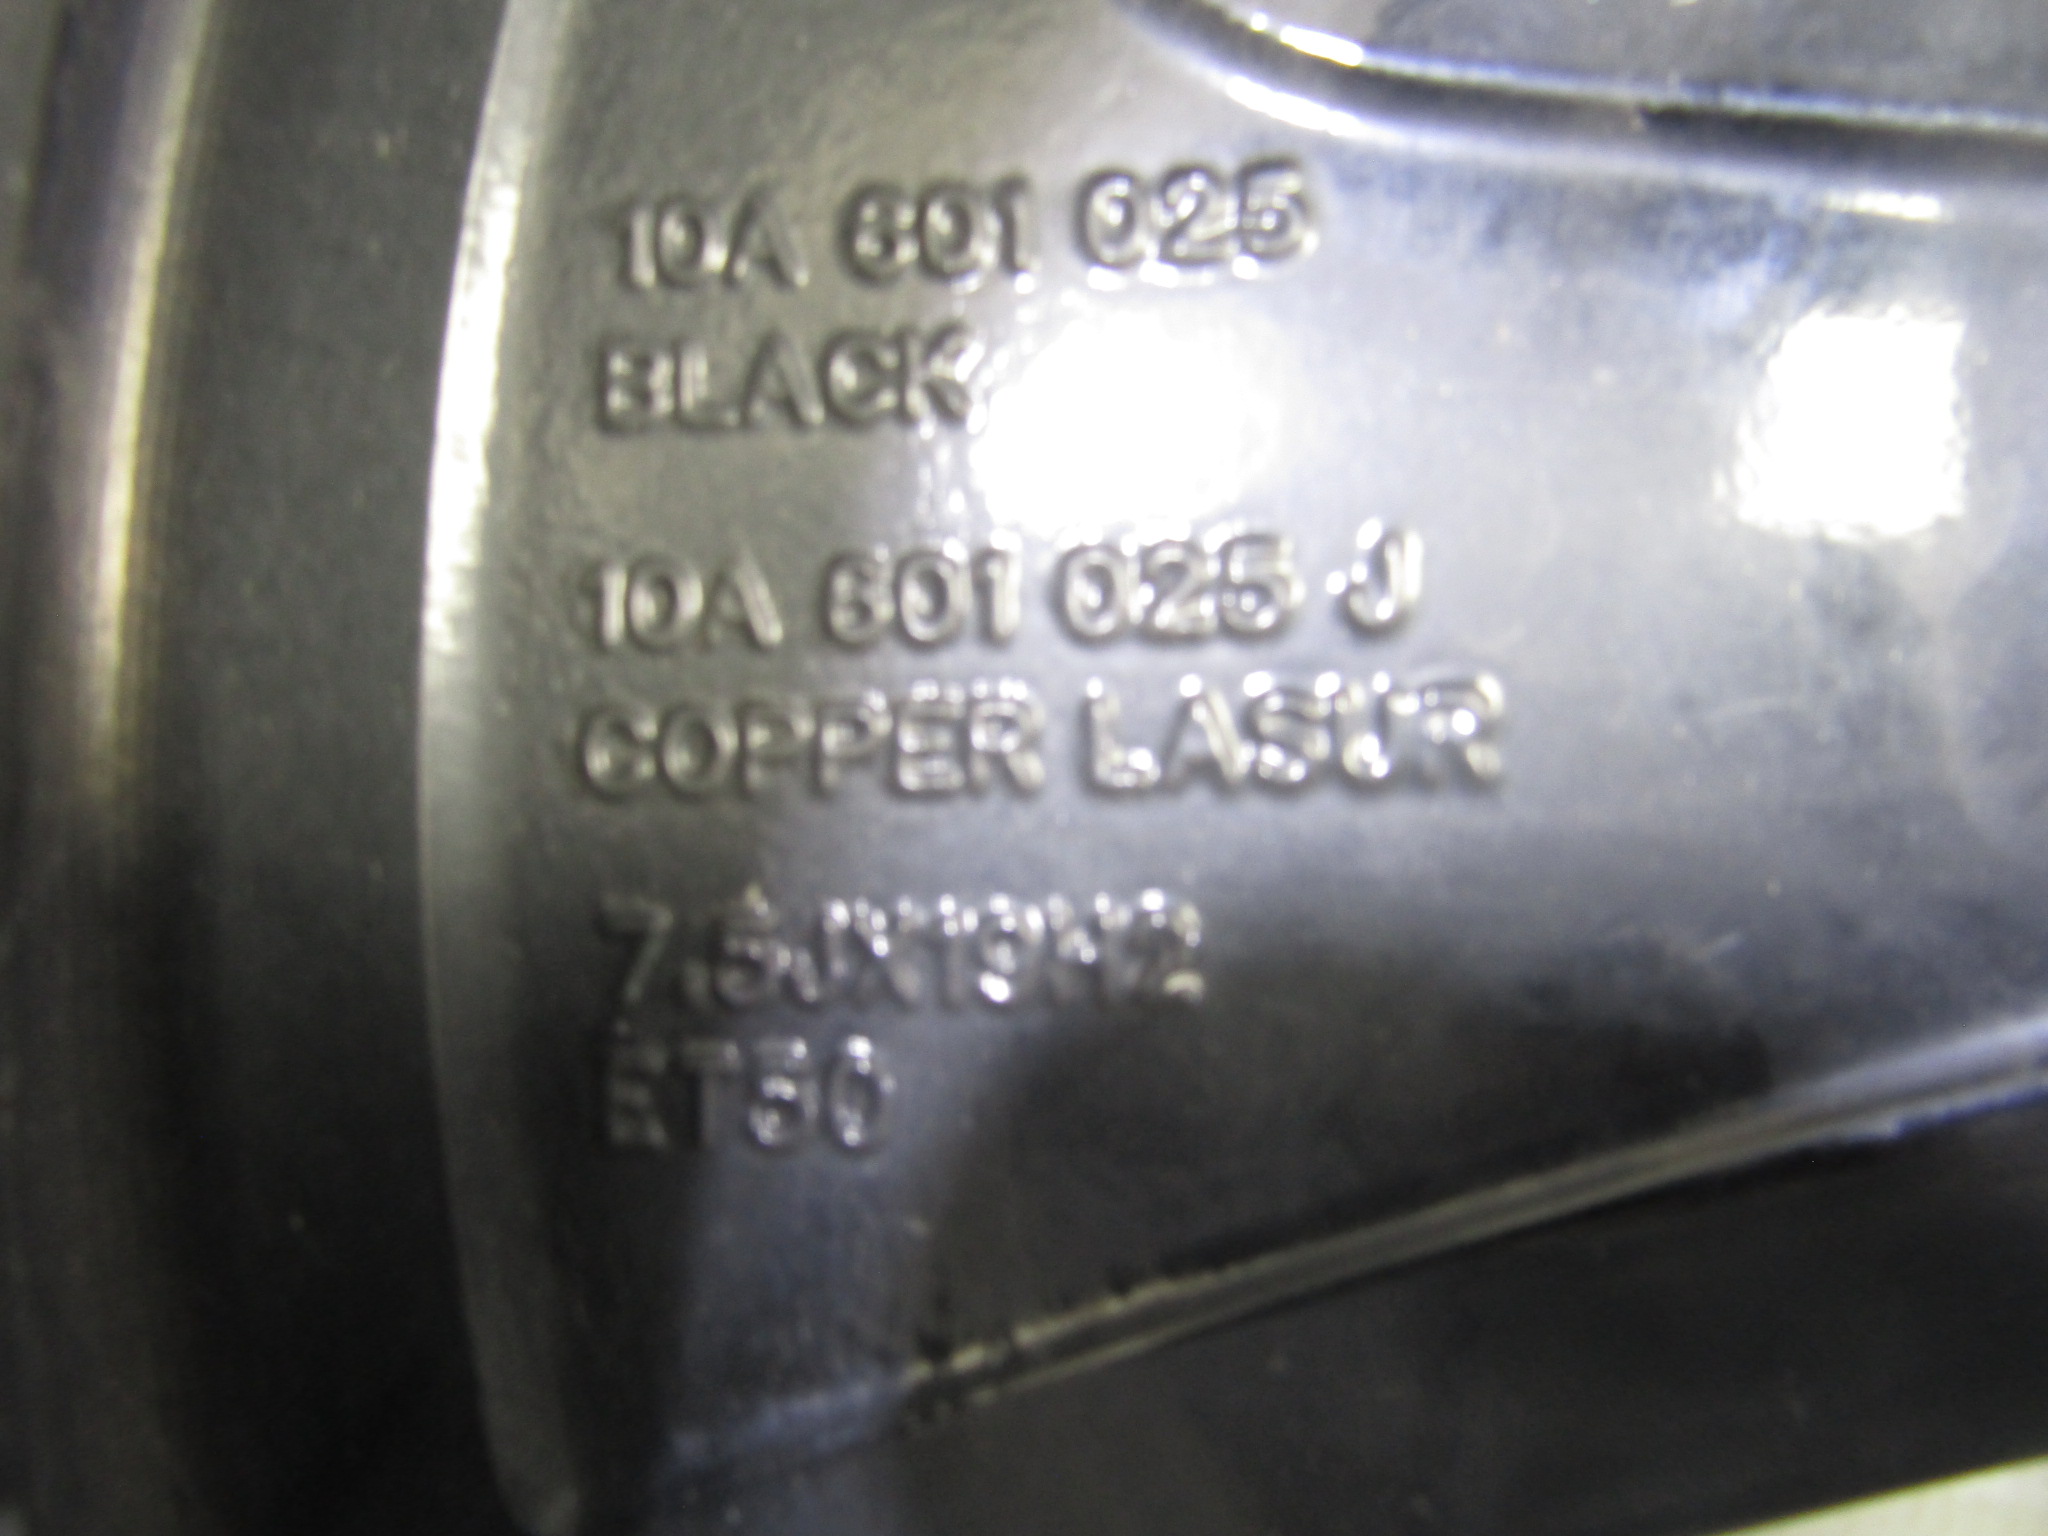 10A 601 025
BLACK
10A 601 025 J
COPPER LASUR
7,5JX19H2
ET50